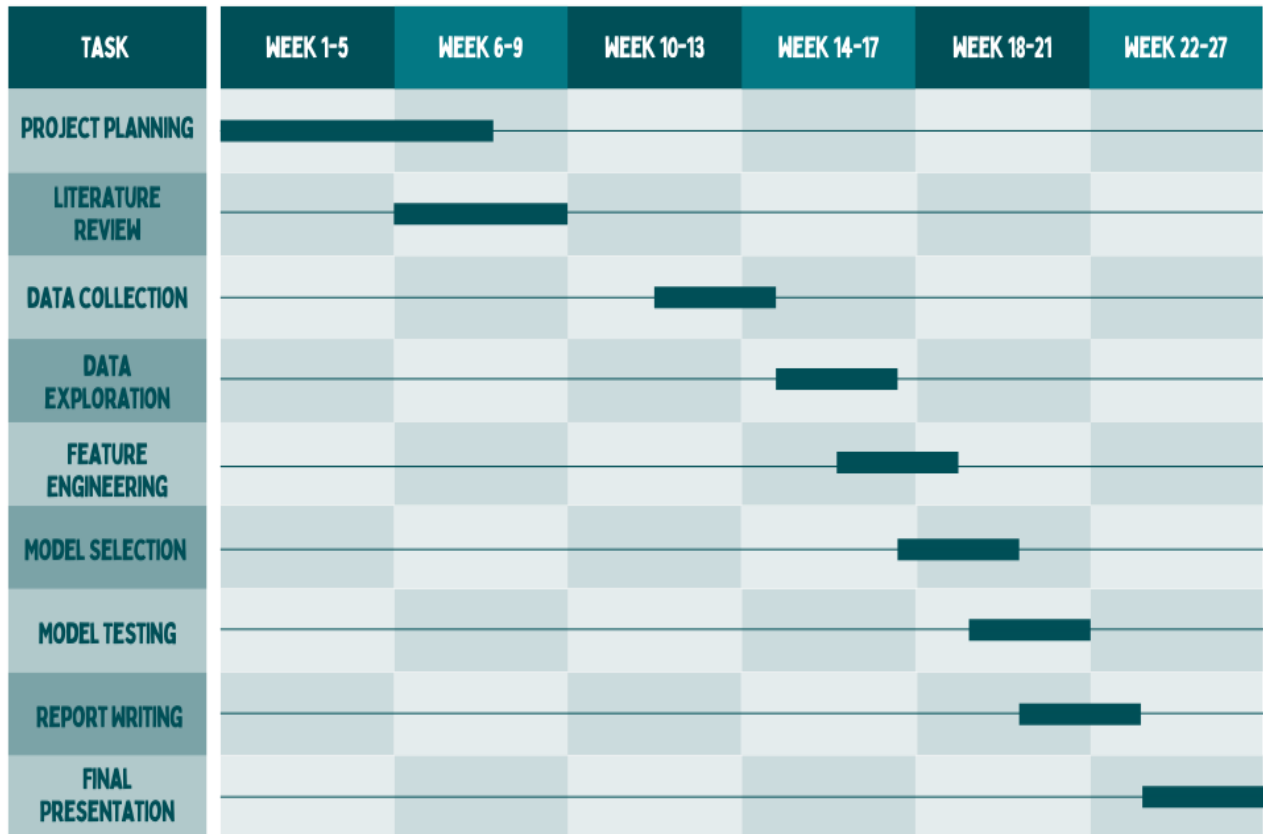 TASK
WEEK 1-5
WEEK 6-9
WEEK 10-13
WEEK 14-17
WEEK 18-21
WEEK 22-27
PROJECT PLANNING
LITERATURE
REVIEW
DATA COLLECTION
DATA
EXPLORATION
FEATURE
ENGINEERING
MODEL SELECTION
MODEL TESTING
REPORT WRITING
FINAL
PRESENTATION